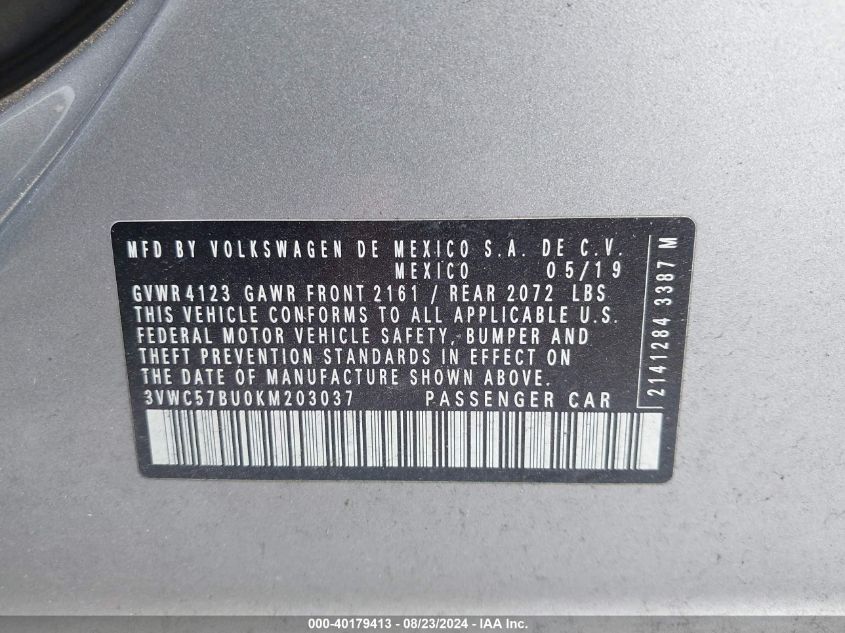 MFD BY VOLKSWAGEN DE MEXICO S.A. DE C.V.
MEXICO 05/19
GVWR 4123 GAWR FRONT 2161 / REAR 2072 LBS
THIS VEHICLE CONFORMS TO ALL APPLICABLE U.S.
FEDERAL MOTOR VEHICLE SAFETY, BUMPER AND
THEFT PREVENTION STANDARDS IN EFFECT ON
THE DATE OF MANUFACTURE SHOWN ABOVE.
3VWC57BU0KM203037 PASSENGER CAR
2141284 3387 M
000-40179413 - 08/23/2024 - IAA Inc.